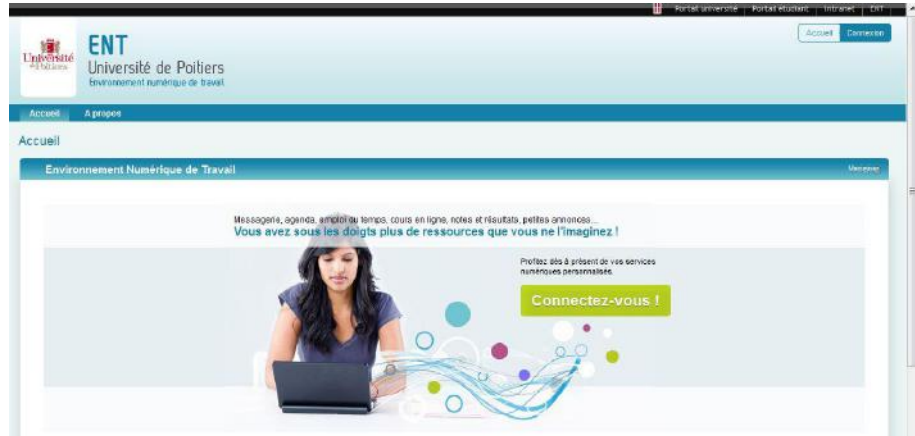 Portail université | Portail étudiant | Intranet | ENT
Accueil Connexion
Université
ENT
Université de Poitiers
Environnement numérique de travail
Accueil A propos
Accueil
Environnement Numérique de Travail
Messagerie, agenda, emploi du temps, cours en ligne, notes et résultats, petites annonces...
Vous avez sous les doigts plus de ressources que vous ne l'imaginez !
Profitez dès à présent de vos services
numériques personnalisés.
Connectez-vous !